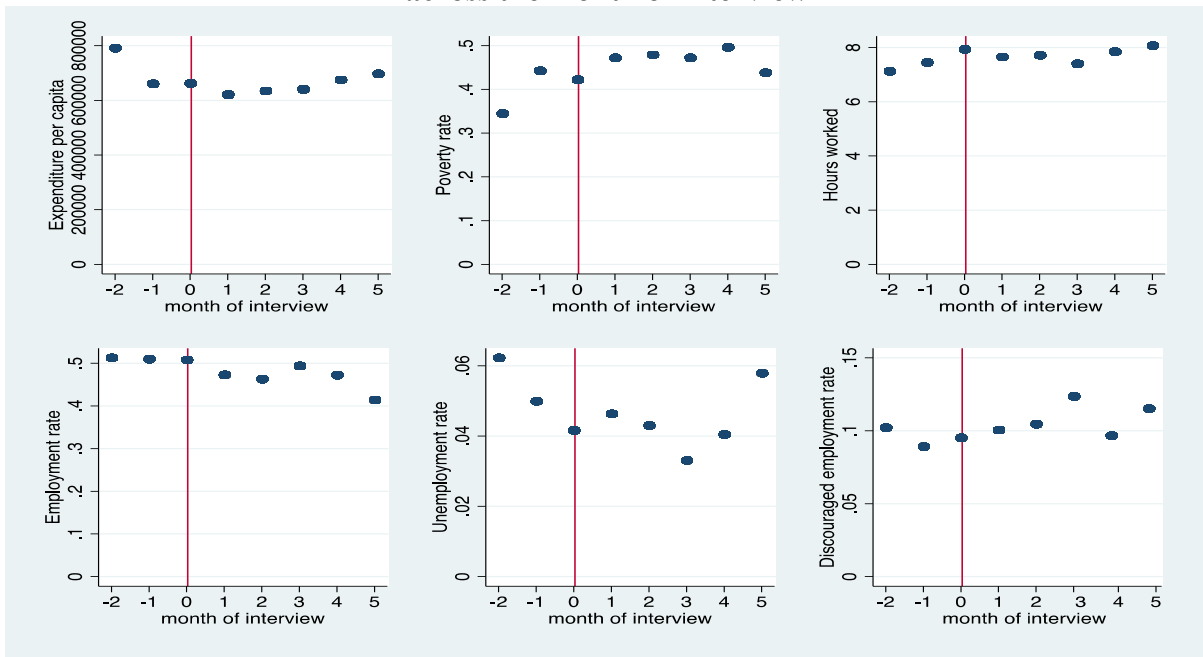 across the month of interview
Expenditure per capita
0 200000 400000 600000 800000
-2 -1 0 1 2 3 4 5
month of interview
Poverty rate
0 .1 .2 .3 .4 .5
-2 -1 0 1 2 3 4 5
month of interview
Hours worked
0 2 4 6 8
-2 -1 0 1 2 3 4 5
month of interview
Employment rate
0 .1 .2 .3 .4 .5
-2 -1 0 1 2 3 4 5
month of interview
Unemployment rate
0 .02 .04 .06
-2 -1 0 1 2 3 4 5
month of interview
Discouraged employment rate
0 .05 .1 .15
-2 -1 0 1 2 3 4 5
month of interview